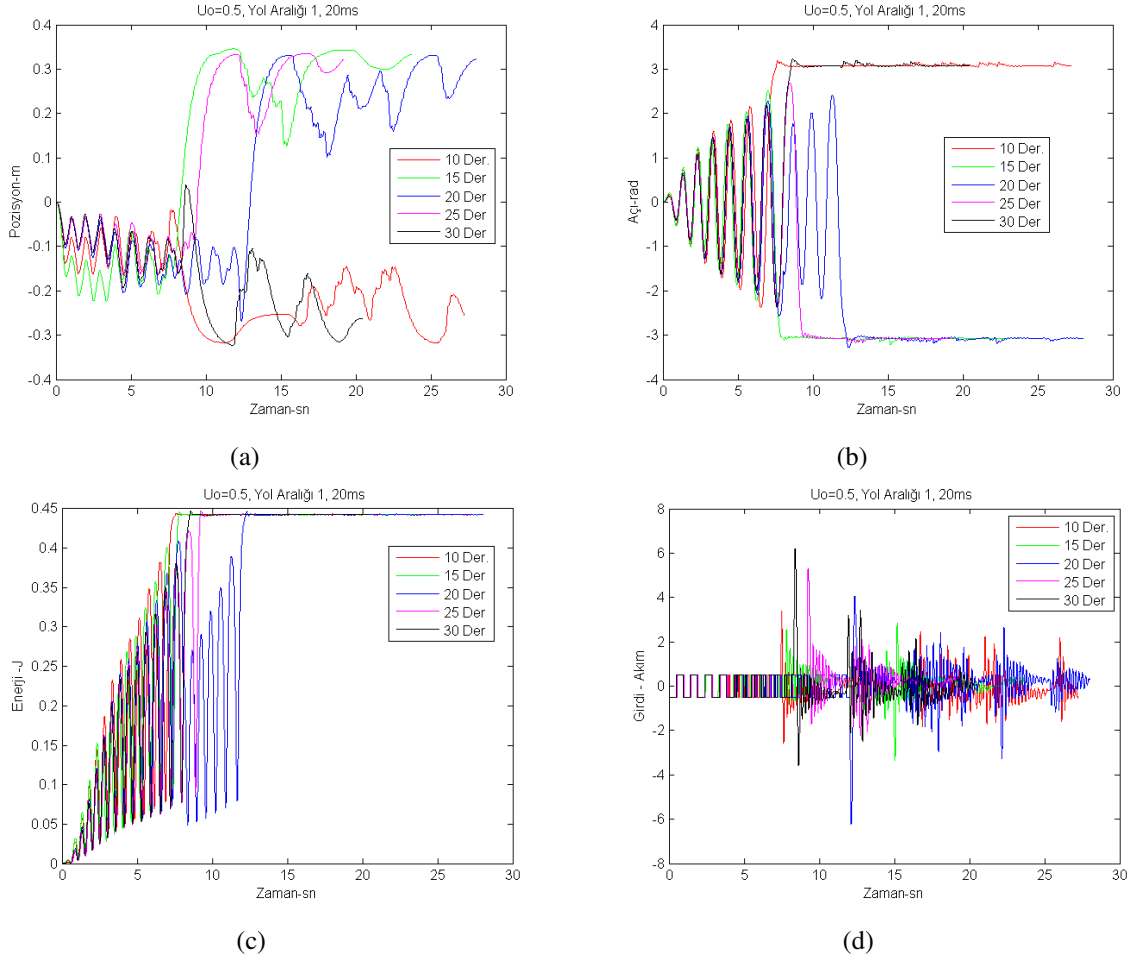 Uo=0.5, Yol Aralığı 1, 20ms
Pozisyon-m
0.4
0.3
0.2
0.1
0
-0.1
-0.2
-0.3
-0.4
10 Der.
15 Der
20 Der
25 Der
30 Der
0 5 10 15 20 25 30
Zaman-sn
(a)
Uo=0.5, Yol Aralığı 1, 20ms
Açı-rad
4
3
2
1
0
-1
-2
-3
-4
10 Der.
15 Der
20 Der
25 Der
30 Der
0 5 10 15 20 25 30
Zaman-sn
(b)
Uo=0.5, Yol Aralığı 1, 20ms
Enerji -J
0.45
0.4
0.35
0.3
0.25
0.2
0.15
0.1
0.05
0
10 Der.
15 Der
20 Der
25 Der
30 Der
0 5 10 15 20 25 30
Zaman-sn
(c)
Uo=0.5, Yol Aralığı 1, 20ms
Girdi - Akım
8
6
4
2
0
-2
-4
-6
-8
10 Der.
15 Der
20 Der
25 Der
30 Der
0 5 10 15 20 25 30
Zaman-sn
(d)